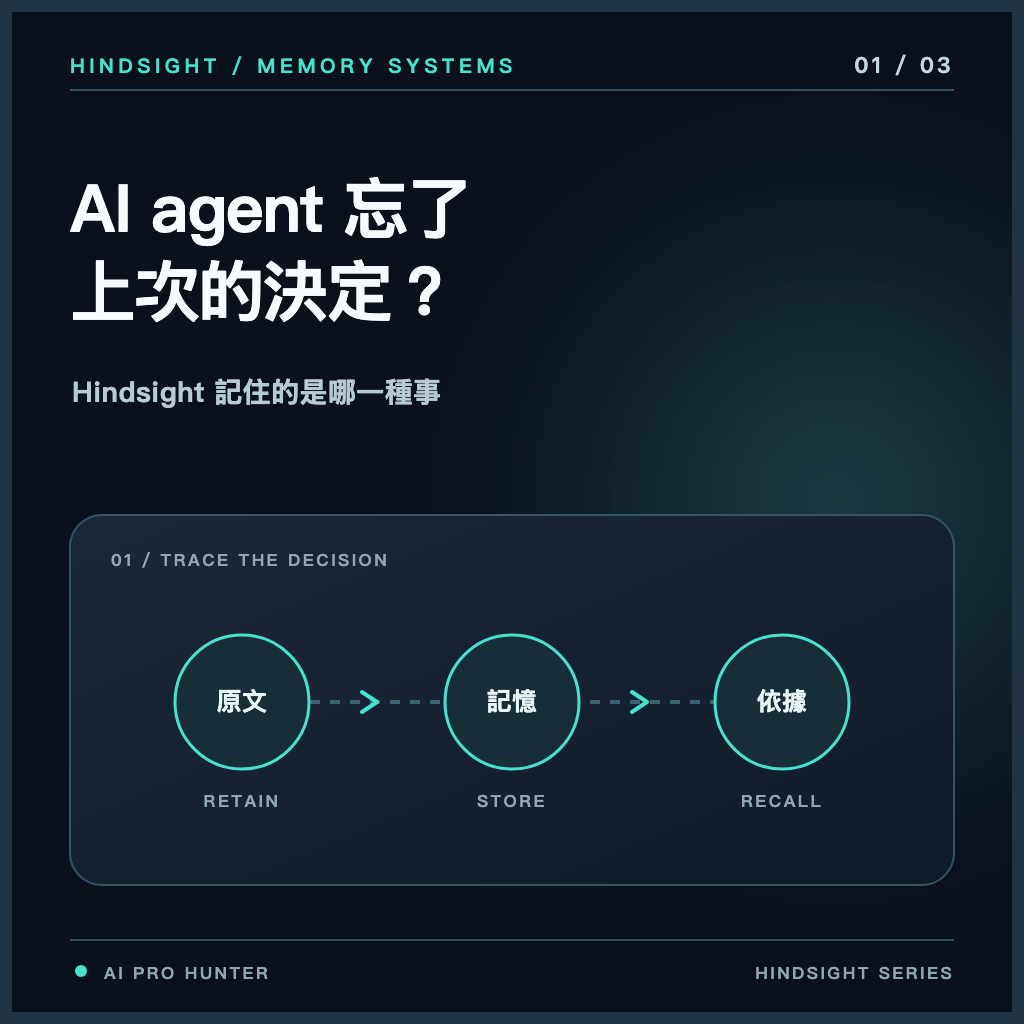 HINDSIGHT / MEMORY SYSTEMS
01 / 03
AI agent 忘了
上次的決定？
Hindsight 記住的是哪一種事
01 / TRACE THE DECISION
原文
記憶
依據
RETAIN
STORE
RECALL
AI PRO HUNTER
HINDSIGHT SERIES